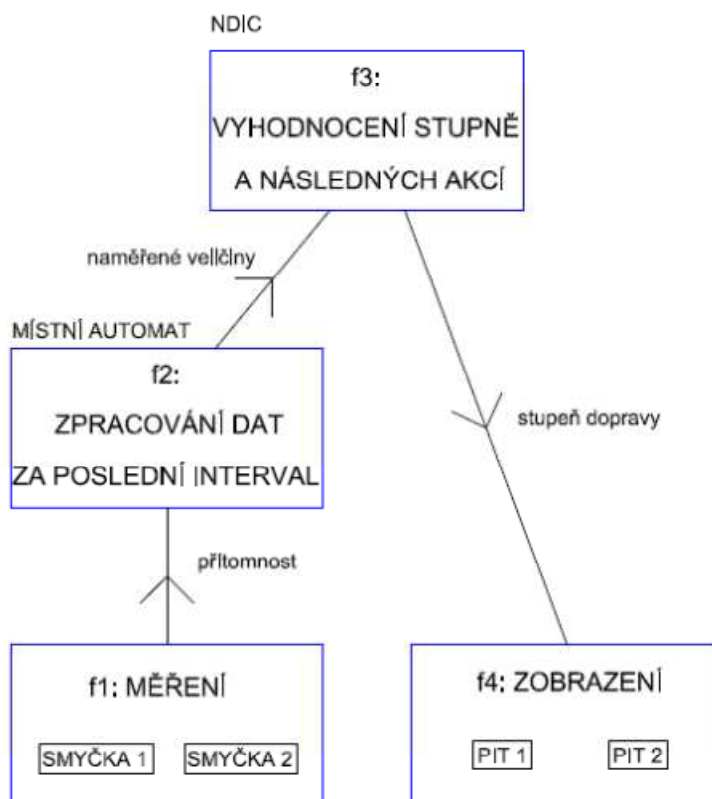 NDIC
f3:
VYHODNOCENÍ STUPNĚ
A NÁSLEDNÝCH AKCÍ
naměřené veličiny
MÍSTNÍ AUTOMAT
f2:
ZPRACOVÁNÍ DAT
ZA POSLEDNÍ INTERVAL
stupeň dopravy
přítomnost
f1: MĚŘENÍ
SMYČKA 1
SMYČKA 2
f4: ZOBRAZENÍ
PIT 1
PIT 2